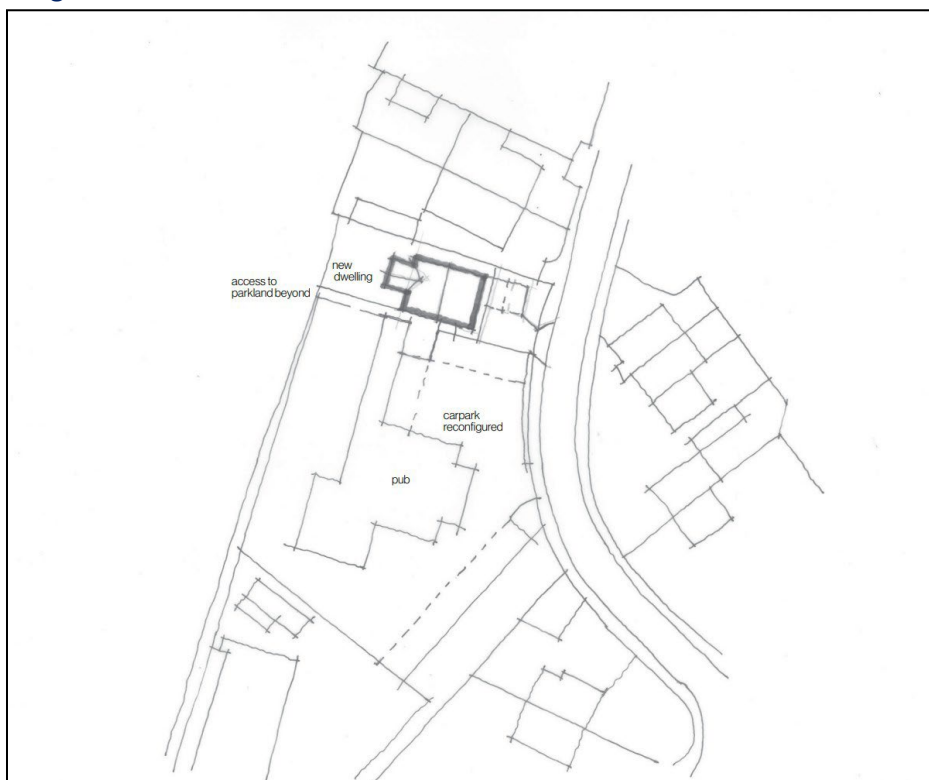 new
dwelling
access to
parkland beyond
carpark
reconfigured
pub